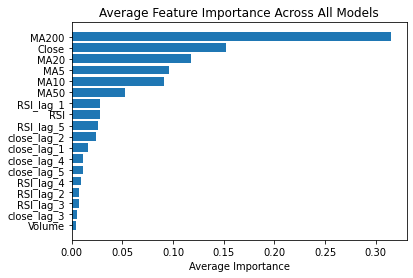 Average Feature Importance Across All Models
MA200
Close
MA20
MA5
MA10
MA50
RSI_lag_1
RSI
RSI_lag_5
close_lag_2
close_lag_1
close_lag_4
close_lag_5
RSI_lag_4
RSI_lag_2
RSI_lag_3
close_lag_3
Volume
0.00 0.05 0.10 0.15 0.20 0.25 0.30
Average Importance